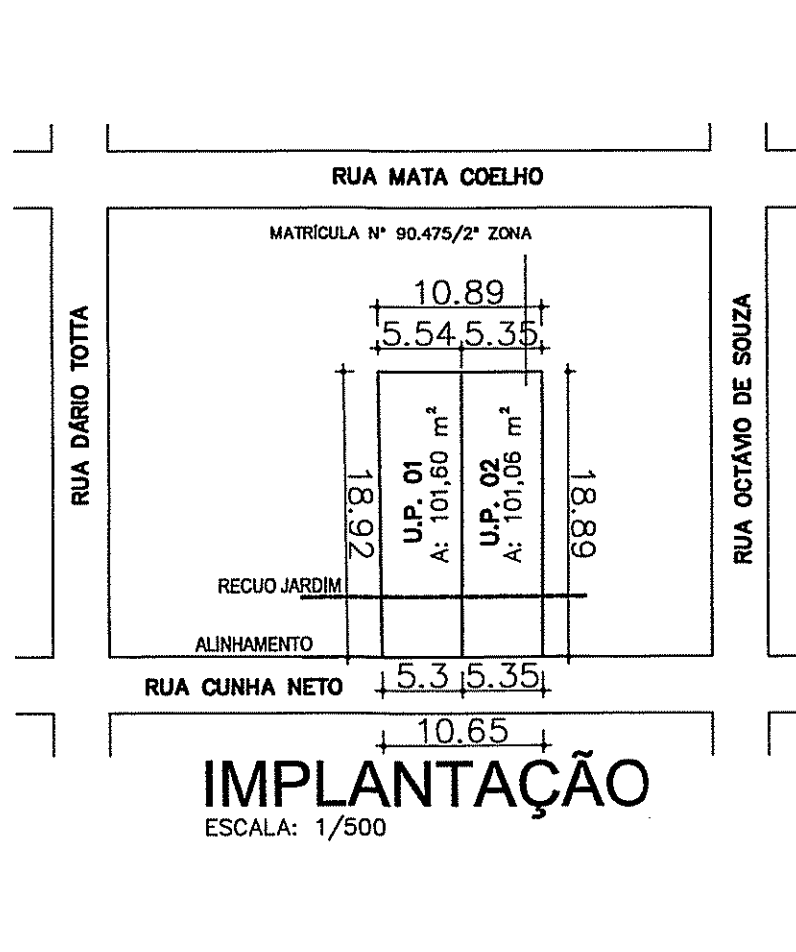 RUA MATA COELHO
MATRÍCULA N° 90.475/2ª ZONA
10.89
5.54 5.35
RUA DÁRIO TOTTA
RUA OCTÁVIO DE SOUZA
18.92
U.P. 01
A: 101,60 m²
U.P. 02
A: 101,06 m²
18.89
RECUO JARDIM
ALINHAMENTO
RUA CUNHA NETO
5.3 5.35
10.65
IMPLANTAÇÃO
ESCALA: 1/500